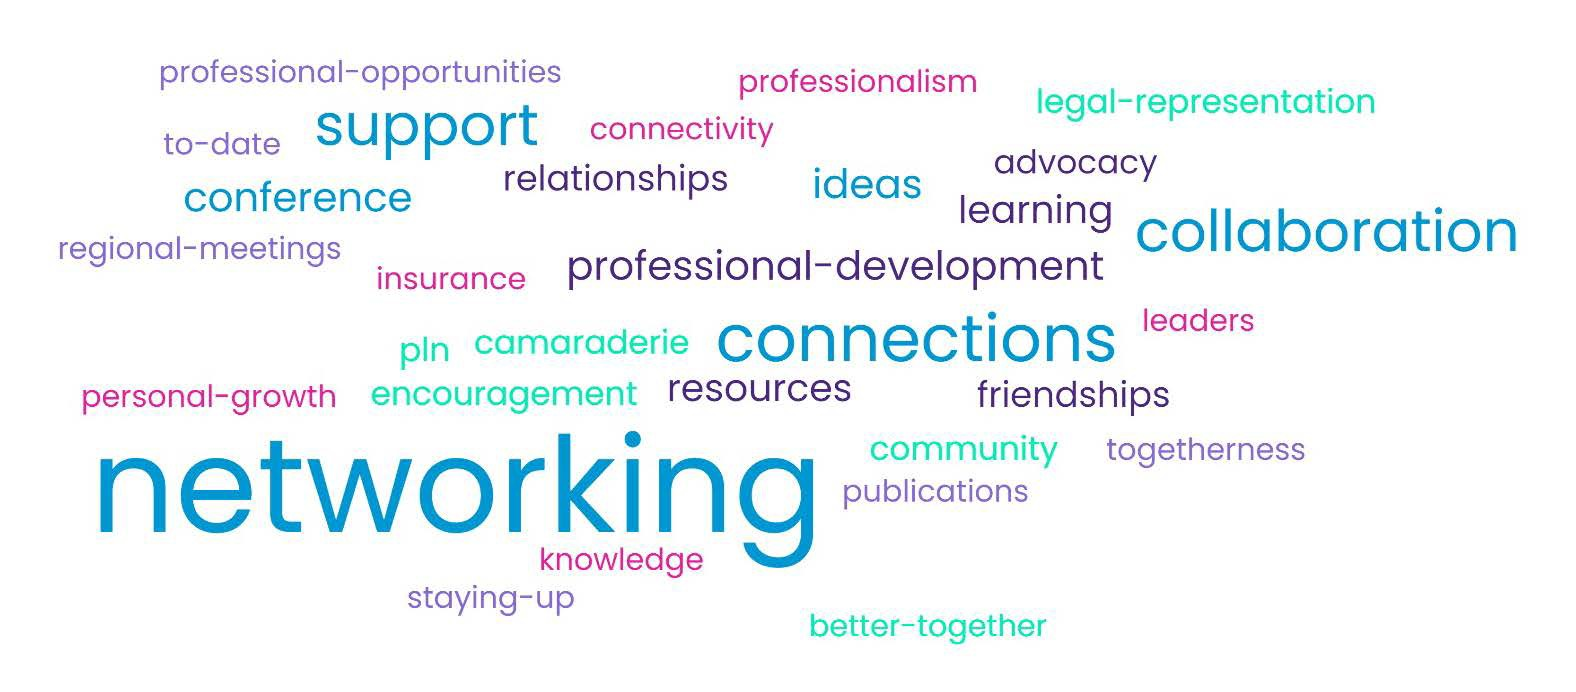 professional-opportunities
professionalism
legal-representation
support
connectivity
to-date
advocacy
relationships
ideas
conference
learning
collaboration
regional-meetings
professional-development
insurance
leaders
connections
camaraderie
pln
resources
encouragement
friendships
personal-growth
networking
community
togetherness
publications
knowledge
staying-up
better-together